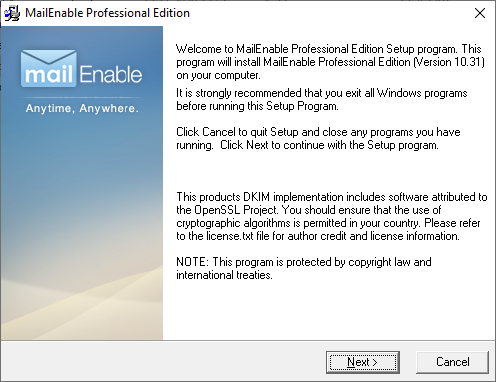 MailEnable Professional Edition
mail Enable
Anytime, Anywhere.
Welcome to MailEnable Professional Edition Setup program. This
program will install MailEnable Professional Edition (Version 10.31)
on your computer.
It is strongly recommended that you exit all Windows programs
before running this Setup Program.
Click Cancel to quit Setup and close any programs you have
running. Click Next to continue with the Setup program.
This products DKIM implementation includes software attributed to
the OpenSSL Project. You should ensure that the use of
cryptographic algorithms is permitted in your country. Please refer
to the license.txt file for author credit and license information.
NOTE: This program is protected by copyright law and
international treaties.
Next >
Cancel